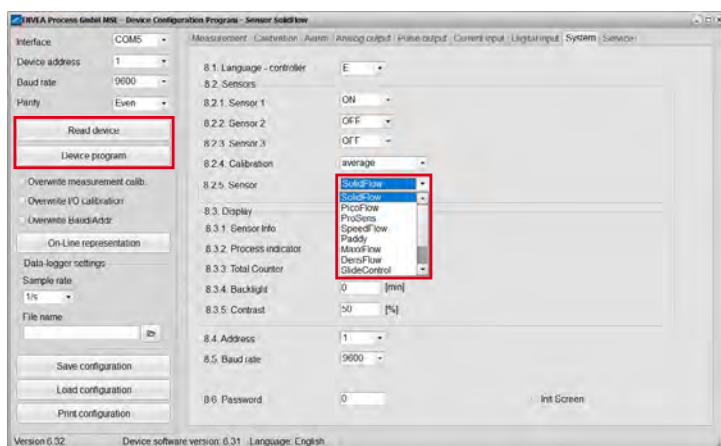 ENVEA Process GmbH MSE - Device Configuration Program - Sensor SolidFlow
Interface COM5
Device address 1
Baud rate 9600
Parity Even
Read device
Device program
Overwrite measurement calib.
Overwrite I/O calibration
Overwrite Baud/Addr.
On-Line representation
Data-logger settings
Sample rate
1/s
File name
Save configuration
Load configuration
Print configuration
Measurement Calibration Alarm Analog output Pulse output Current input Digital input System Service
8.1. Language - controller E
8.2. Sensors
8.2.1. Sensor 1 ON
8.2.2. Sensor 2 OFF
8.2.3. Sensor 3 OFF
8.2.4. Calibration average
8.2.5. Sensor SolidFlow
SolidFlow
PicoFlow
ProSens
SpeedFlow
Paddy
MaxxFlow
DensFlow
SlideControl
8.3. Display
8.3.1. Sensor Info
8.3.2. Process indicator
8.3.3. Total Counter
8.3.4. Backlight 0 [min]
8.3.5. Contrast 50 [%]
8.4. Address 1
8.5. Baud rate 9600
8.6. Password 0 Init Screen
Version 6.32 Device software version: 6.31 Language: English